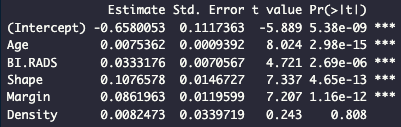 Estimate Std. Error t value Pr(>|t|)
(Intercept) -0.6580053 0.1117363 -5.889 5.38e-09 ***
Age 0.0075362 0.0009392 8.024 2.98e-15 ***
BI.RADS 0.0333176 0.0070567 4.721 2.69e-06 ***
Shape 0.1076578 0.0146727 7.337 4.65e-13 ***
Margin 0.0861963 0.0119599 7.207 1.16e-12 ***
Density 0.0082473 0.0339719 0.243 0.808